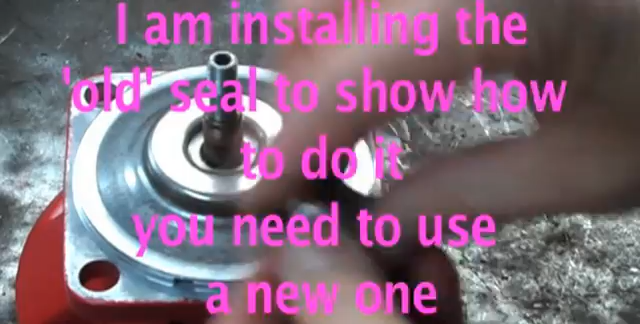 I am installing the
'old' seal to show how
to do it
you need to use
a new one